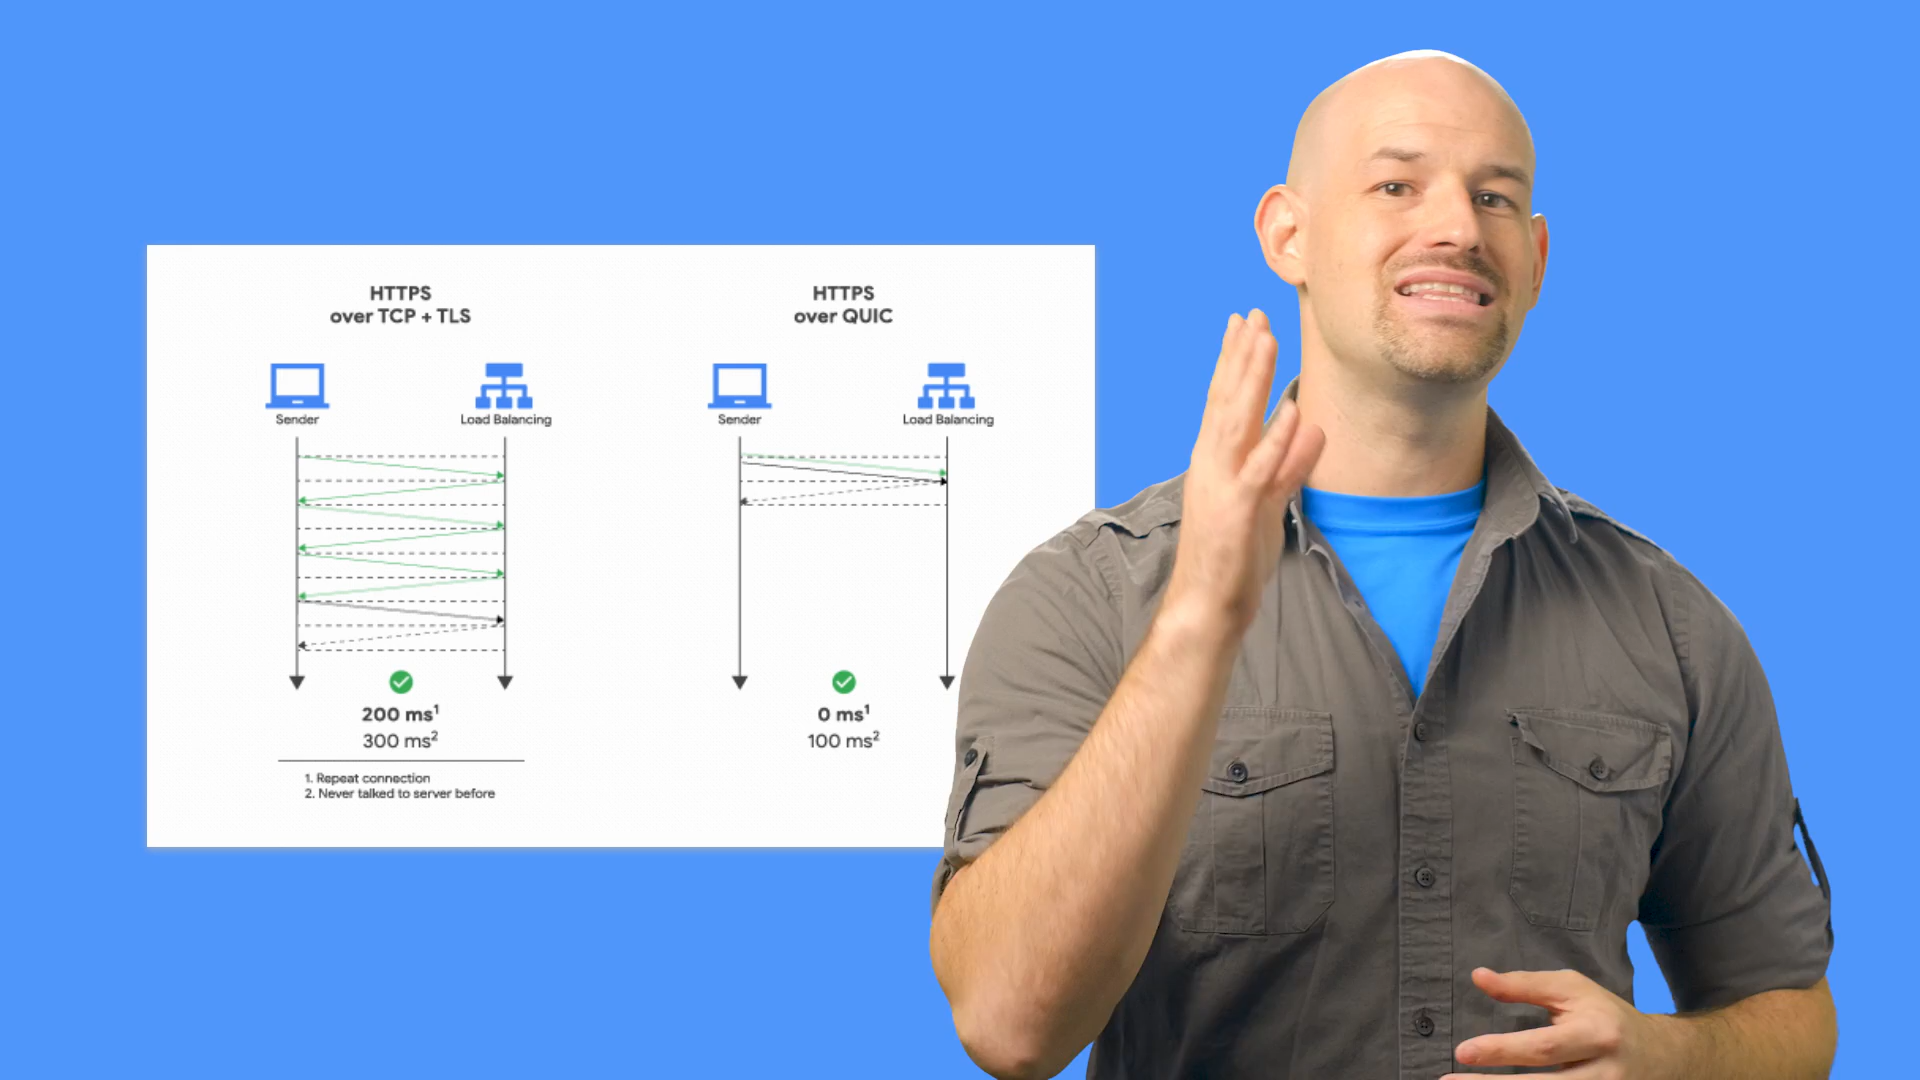 HTTPS
over TCP + TLS
Sender
Load Balancing
200 ms¹
300 ms²
1. Repeat connection
2. Never talked to server before
HTTPS
over QUIC
Sender
Load Balancing
0 ms¹
100 ms²